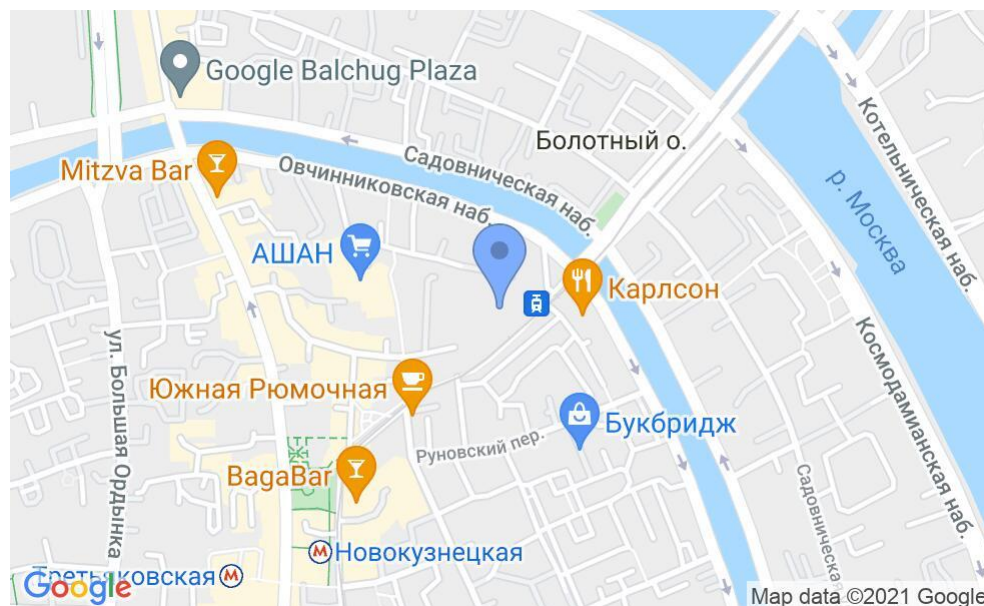 Google Balchug Plaza
Болотный о.
Котельническая наб.
Mitzva Bar
Садовническая наб.
Овчинниковская наб.
р. Москва
АШАН
Карлсон
ул. Большая Ордынка
Космодамианская наб.
Южная Рюмочная
Букбридж
Руновский пер.
BagaBar
Садовническая
М Новокузнецкая
Третьяковская М
Google
Map data ©2021 Google